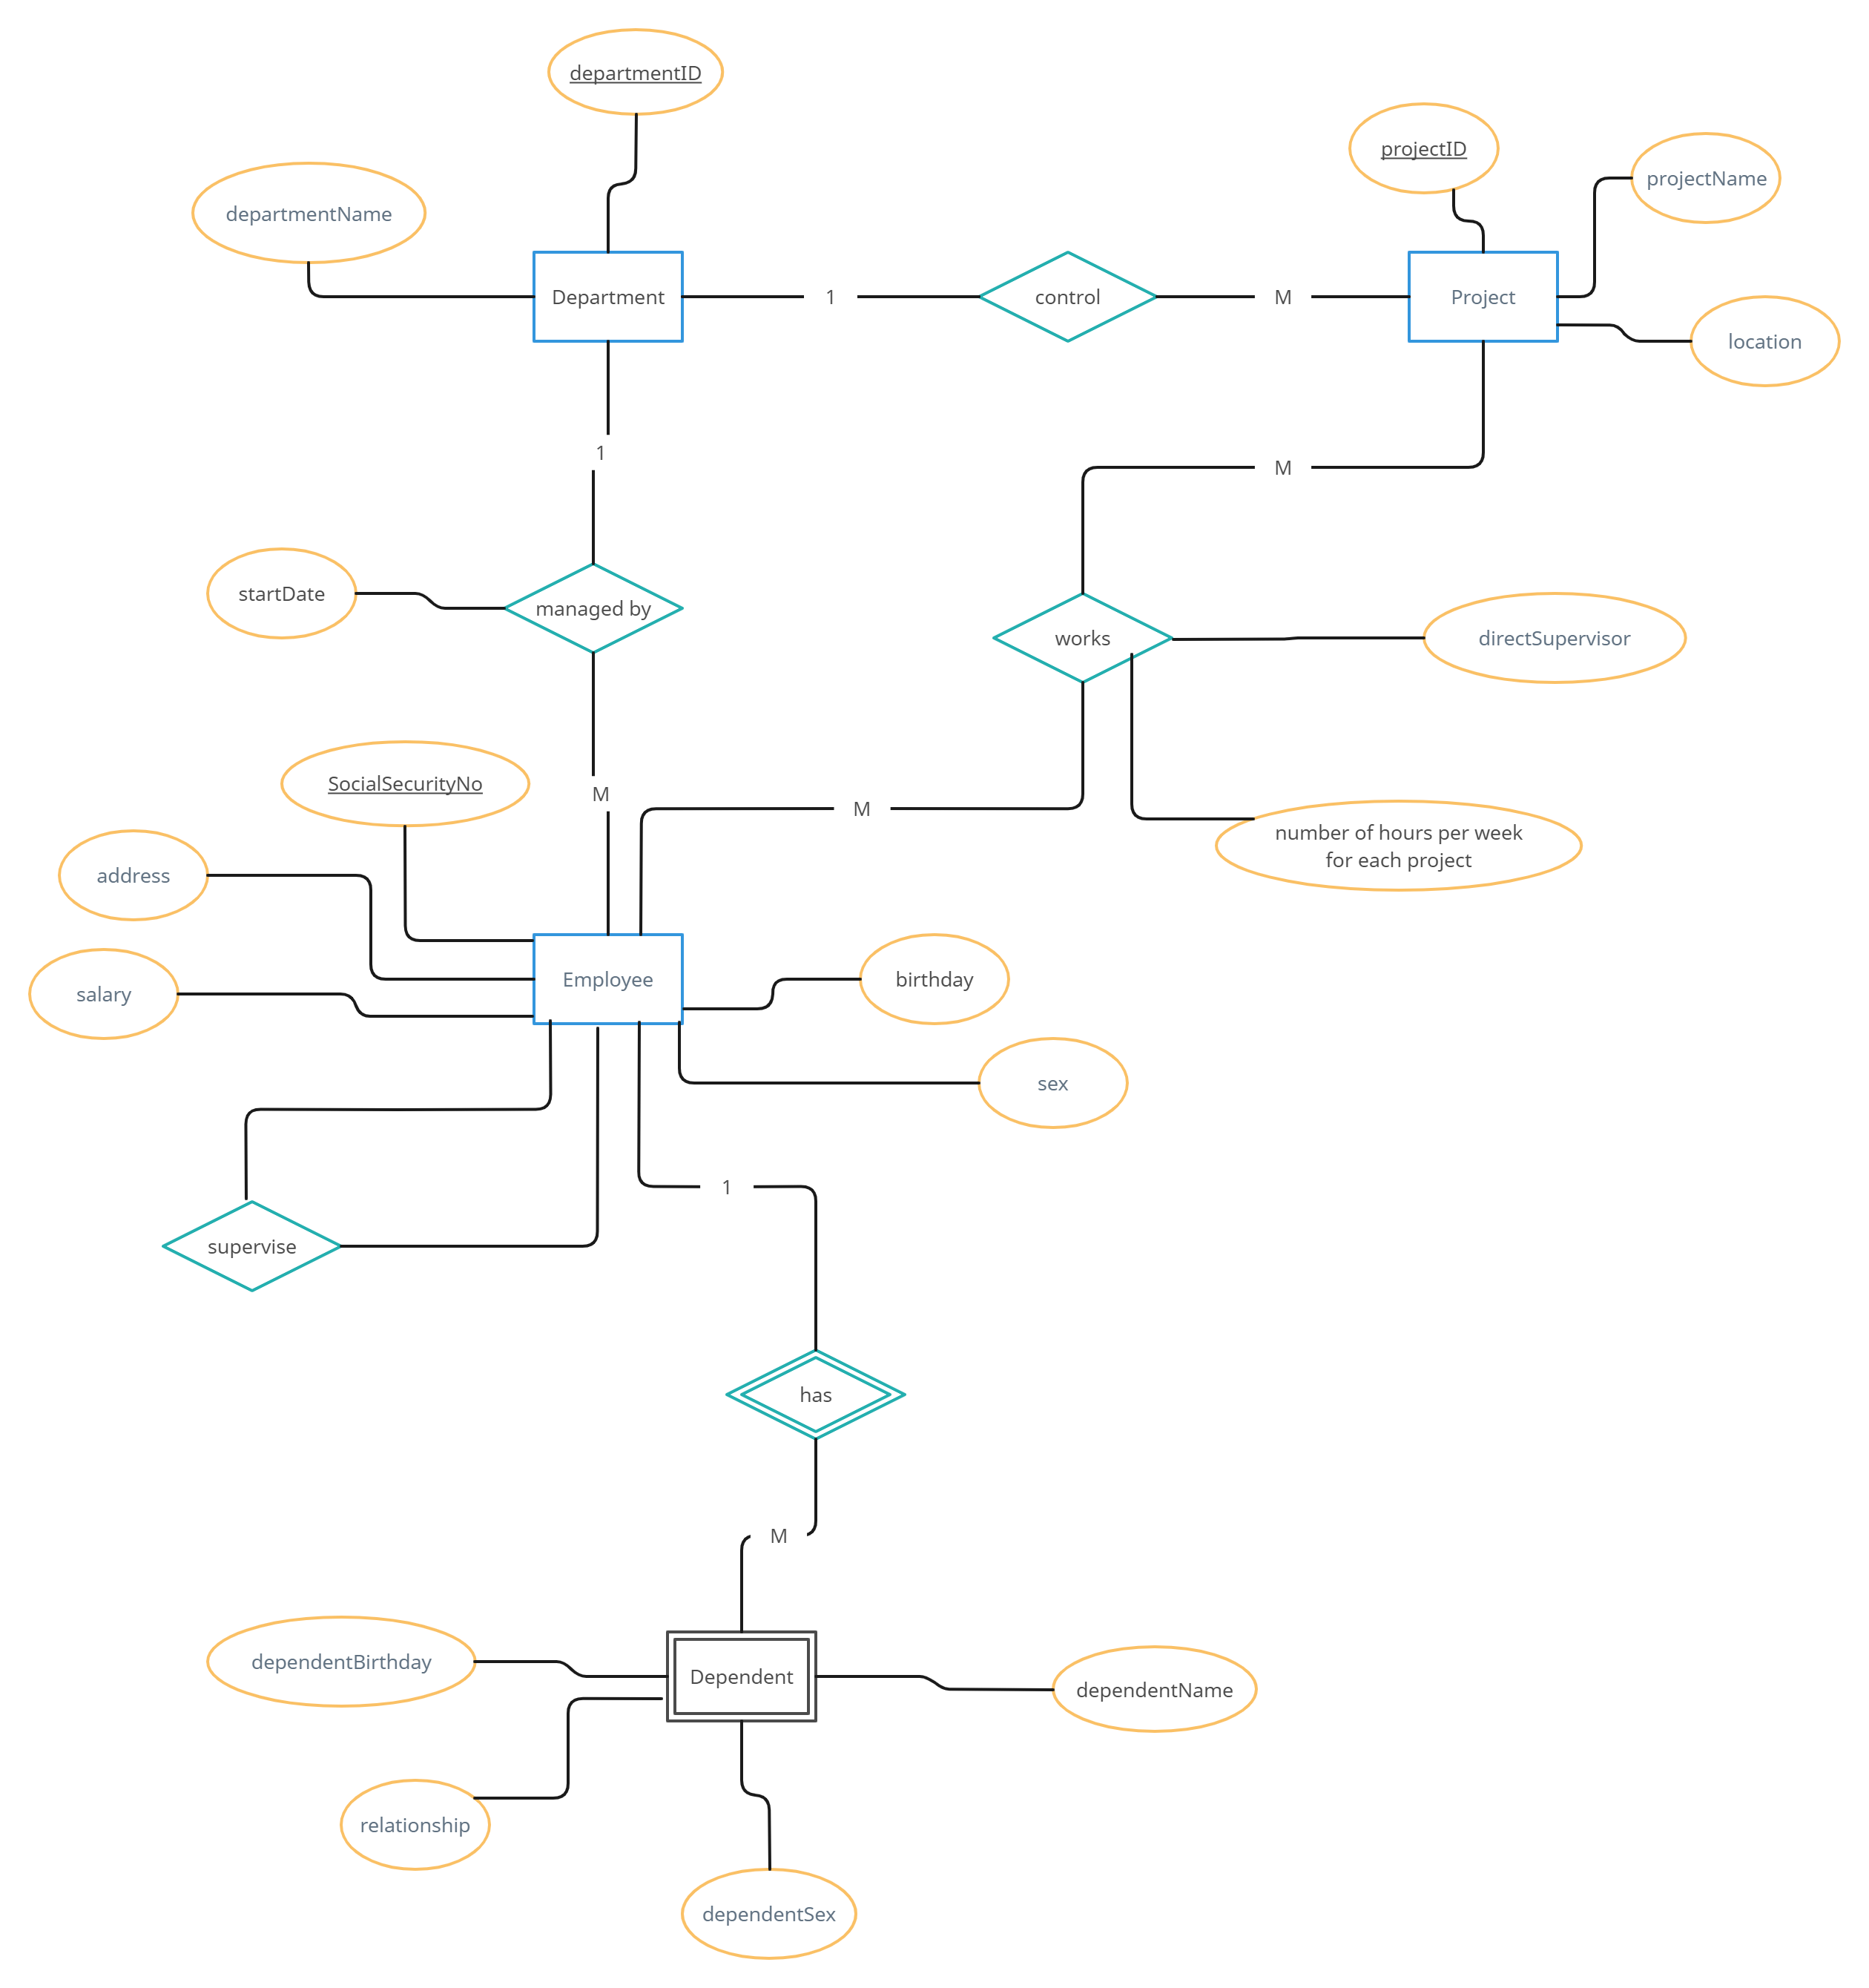 departmentID
projectID
projectName
departmentName
Department
1
control
M
Project
location
1
M
startDate
managed by
works
directSupervisor
SocialSecurityNo
M
M
number of hours per week
for each project
address
Employee
birthday
salary
sex
1
supervise
has
M
dependentBirthday
Dependent
dependentName
relationship
dependentSex